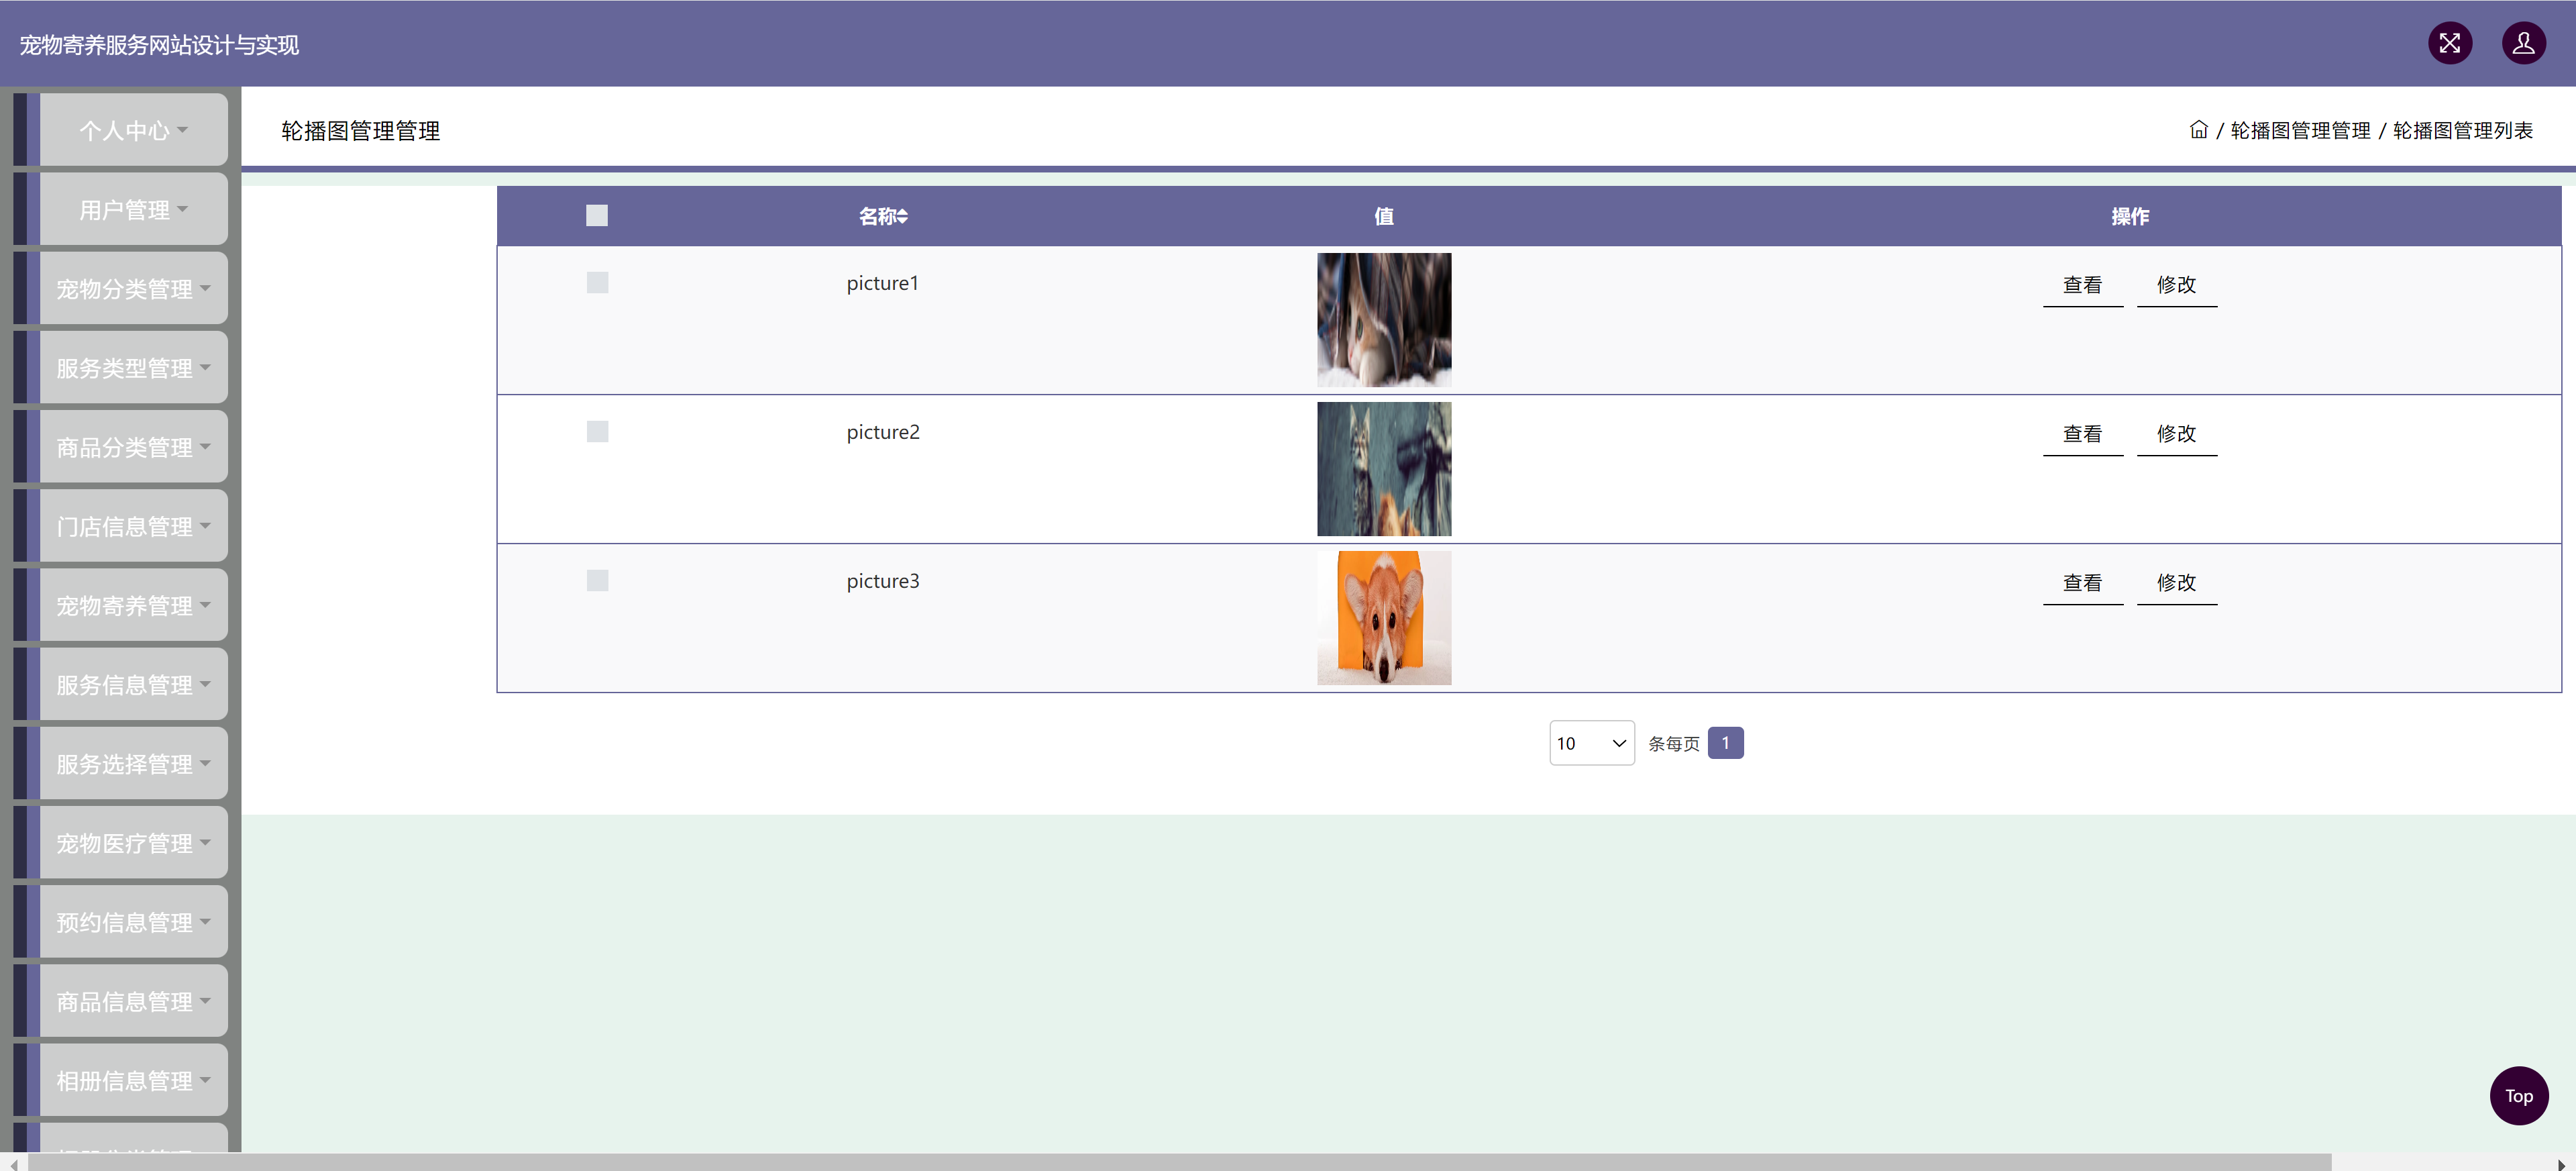 宠物寄养服务网站设计与实现
个人中心
用户管理
宠物分类管理
服务类型管理
商品分类管理
门店信息管理
宠物寄养管理
服务信息管理
服务选择管理
宠物医疗管理
预约信息管理
商品信息管理
相册信息管理
轮播图管理管理
/ 轮播图管理管理 / 轮播图管理列表
名称 值 操作
picture1 查看 修改
picture2 查看 修改
picture3 查看 修改
10 条每页 1
Top